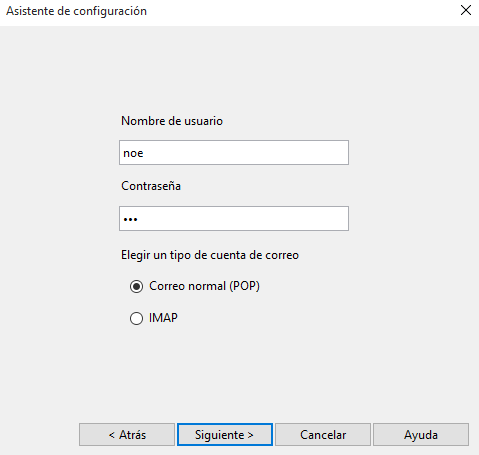 Asistente de configuración
Nombre de usuario
noe
Contraseña
•••
Elegir un tipo de cuenta de correo
Correo normal (POP)
IMAP
< Atrás
Siguiente >
Cancelar
Ayuda